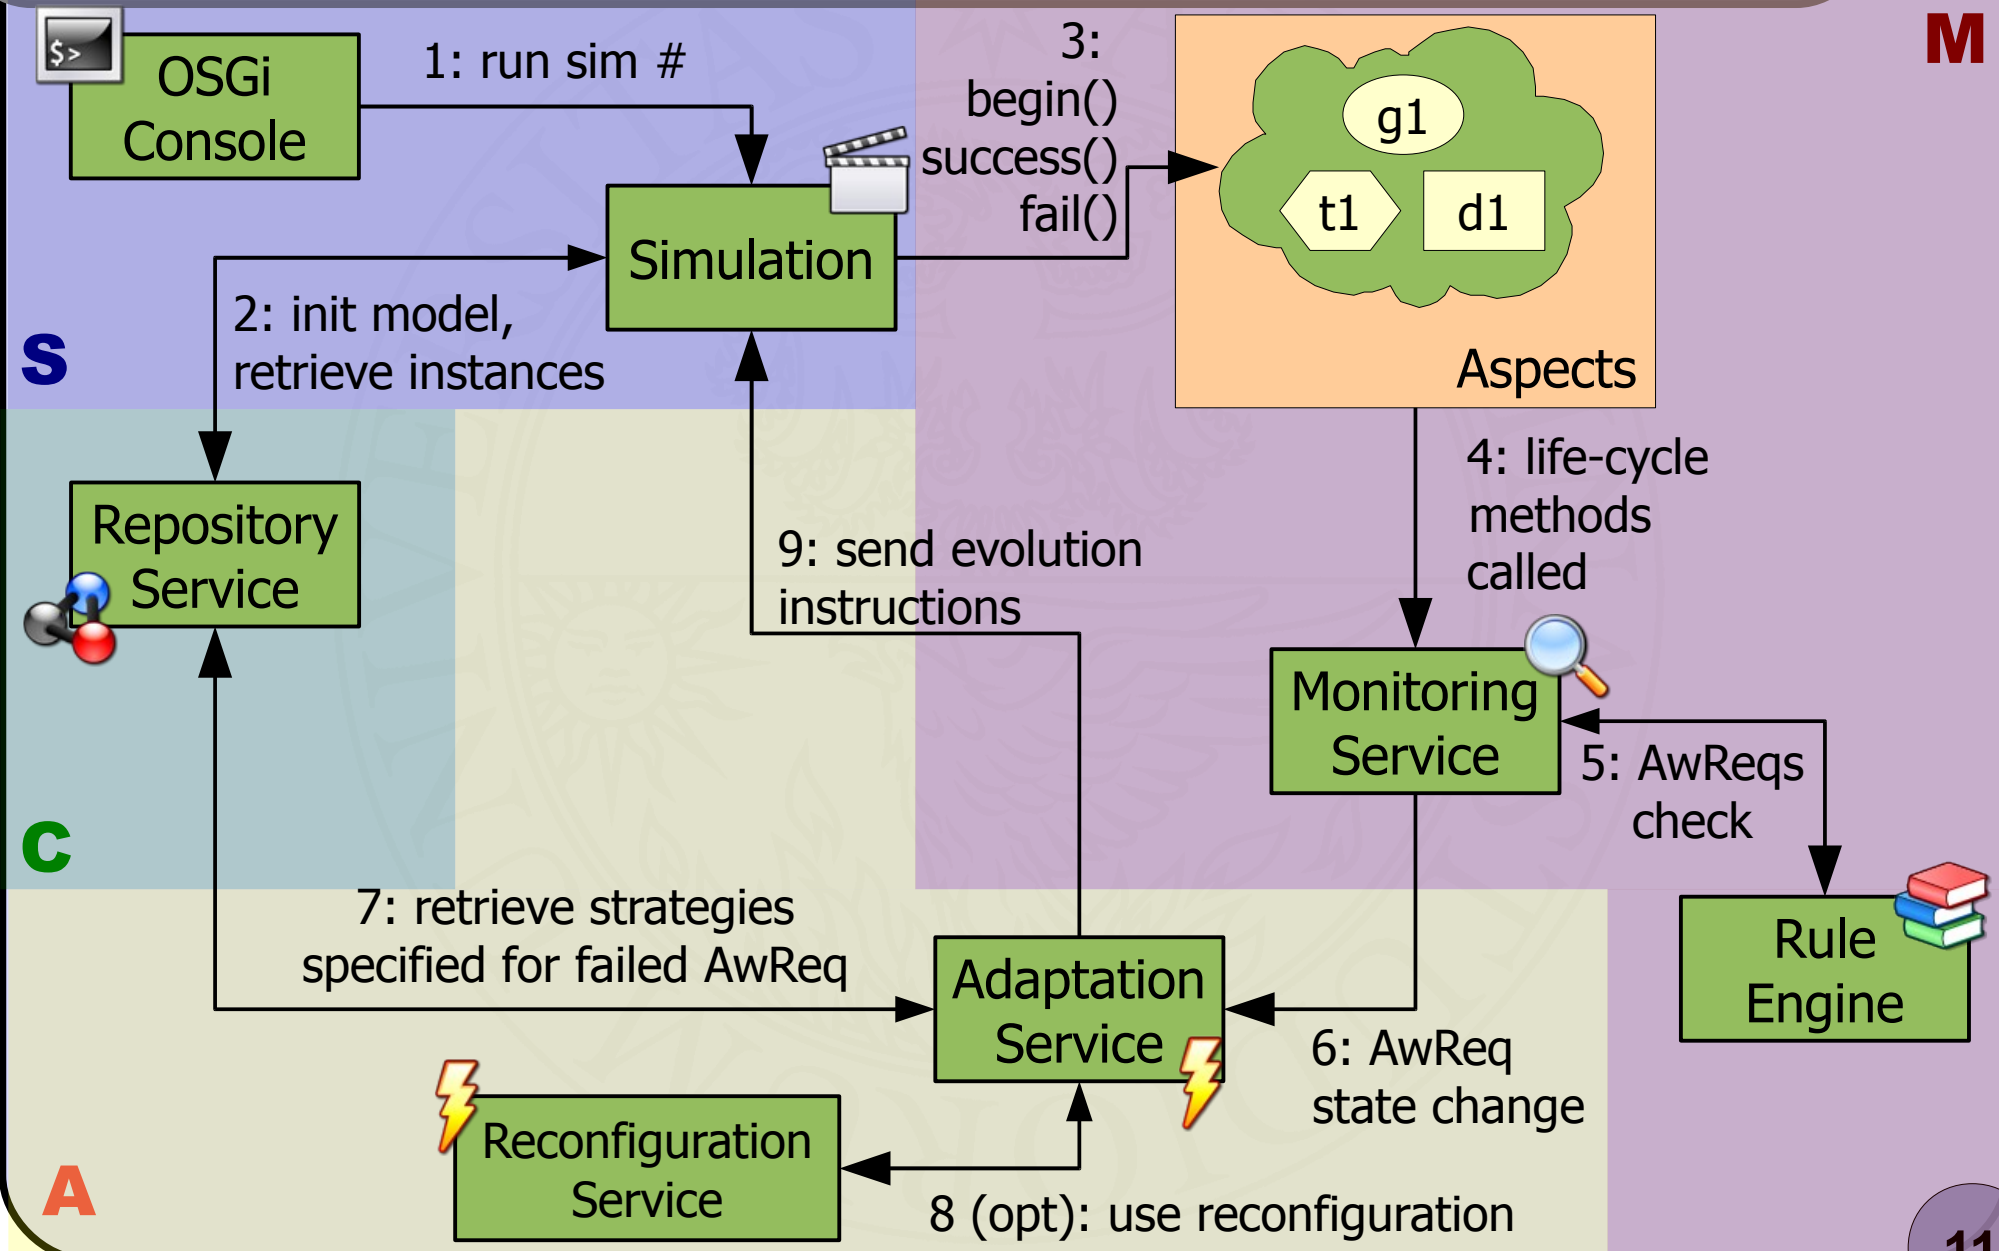 $>
OSGi
Console
1: run sim #
3:
begin()
success()
fail()
M
g1
t1
d1
Aspects
Simulation
2: init model,
retrieve instances
S
Repository
Service
4: life-cycle
methods
called
9: send evolution
instructions
Monitoring
Service
5: AwReqs
check
C
7: retrieve strategies
specified for failed AwReq
Adaptation
Service
Rule
Engine
6: AwReq
state change
Reconfiguration
Service
8 (opt): use reconfiguration
A
11